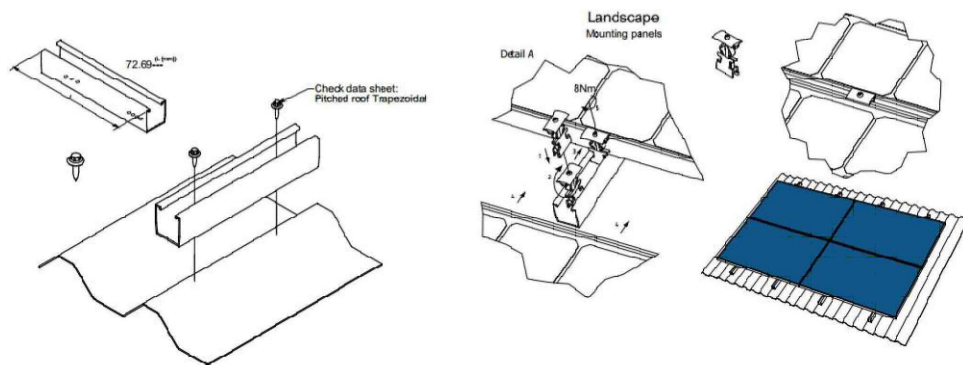 Landscape
Mounting panels
Detail A
72.69
8Nm
Check data sheet:
Pitched roof Trapezoidal